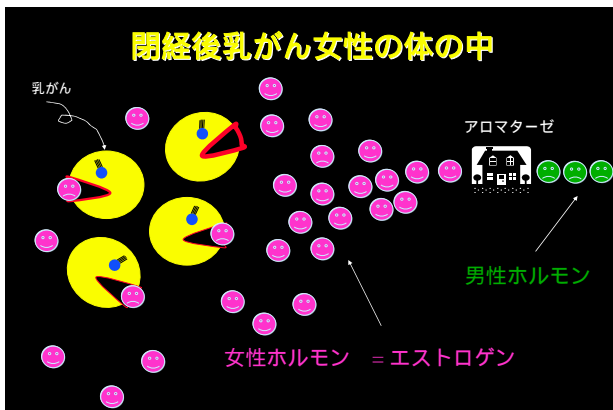 閉経後乳がん女性の体の中
乳がん
アロマターゼ
男性ホルモン
女性ホルモン　＝エストロゲン